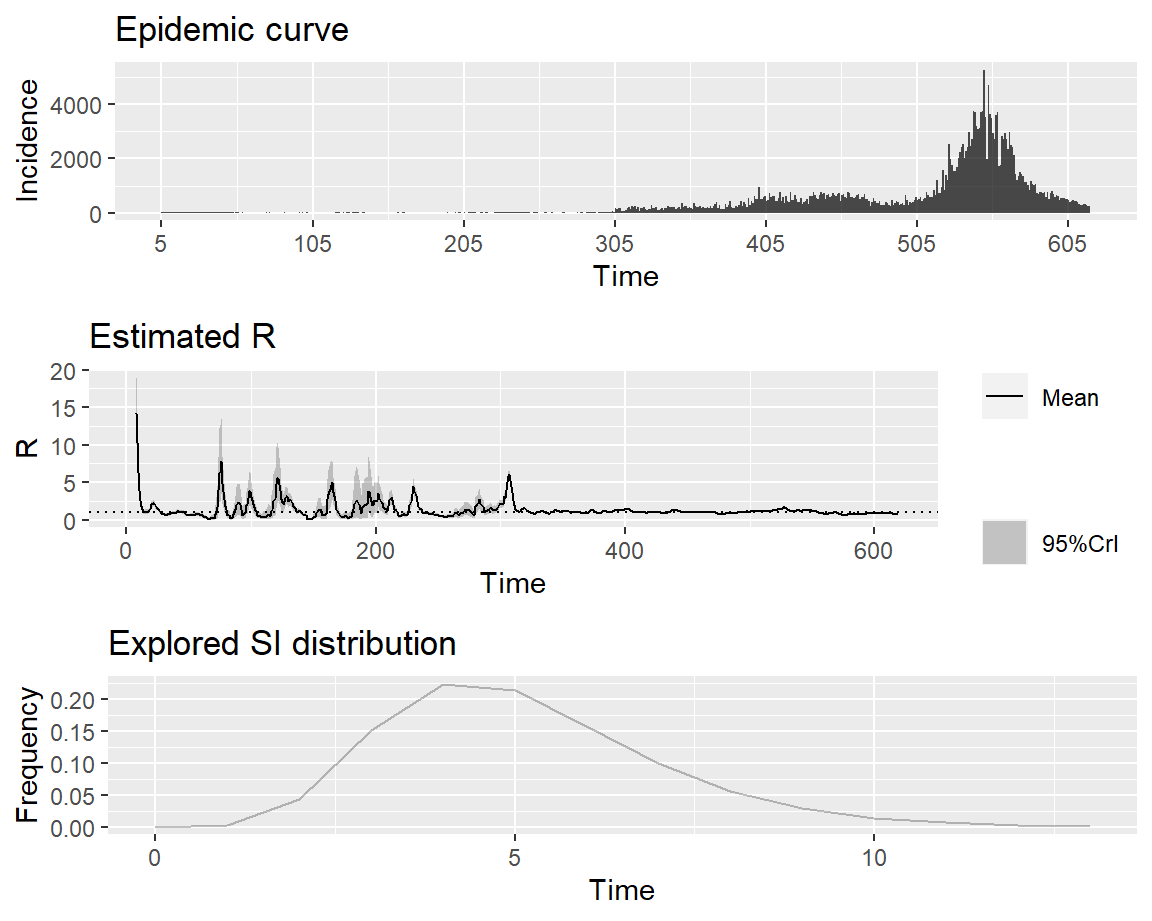 Epidemic curve
Incidence
4000
2000
0
5 105 205 305 405 505 605
Time
Estimated R
R
20
15
10
5
0
0 200 400 600
Time
Mean
95%CrI
Explored SI distribution
Frequency
0.20
0.15
0.10
0.05
0.00
0 5 10
Time